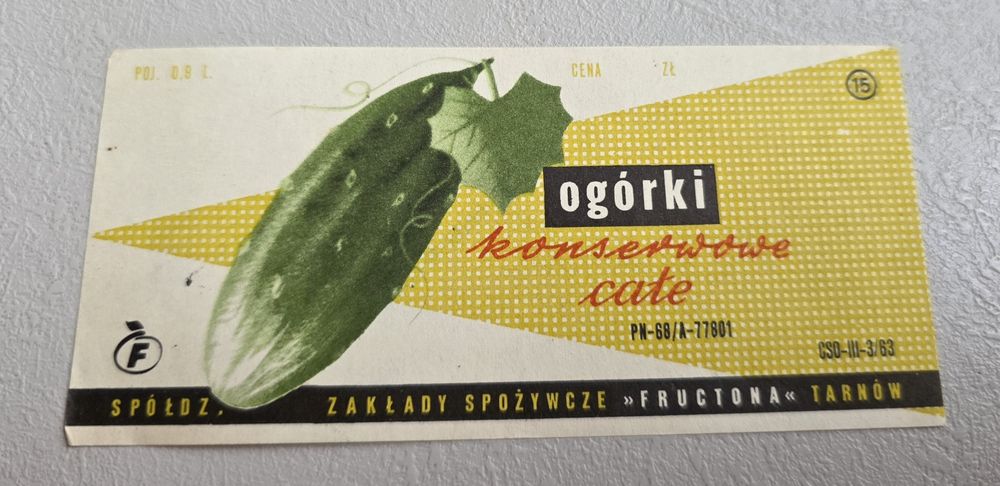 POJ. 0,9 L.
CENA ZŁ
15
ogórki
konserwowe
całe
PN-68/A-77801
CSO-III-3/63
F
SPÓŁDZ. ZAKŁADY SPOŻYWCZE »FRUCTONA« TARNÓW